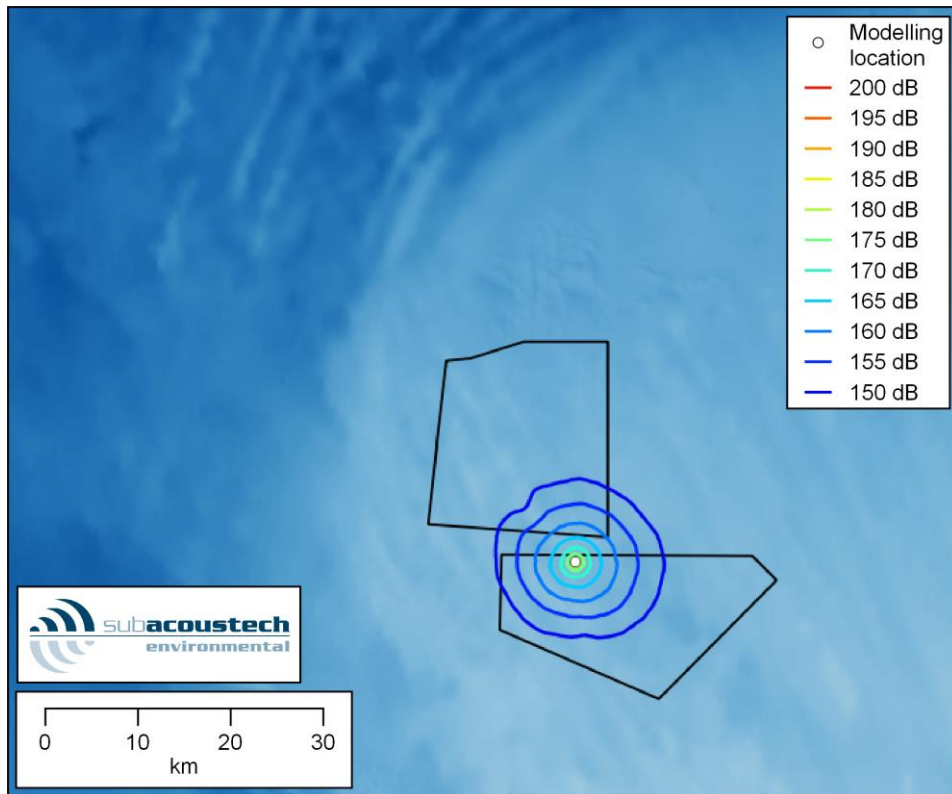 Modelling
location
200 dB
195 dB
190 dB
185 dB
180 dB
175 dB
170 dB
165 dB
160 dB
155 dB
150 dB
subacoustech
environmental
0 10 20 30
km